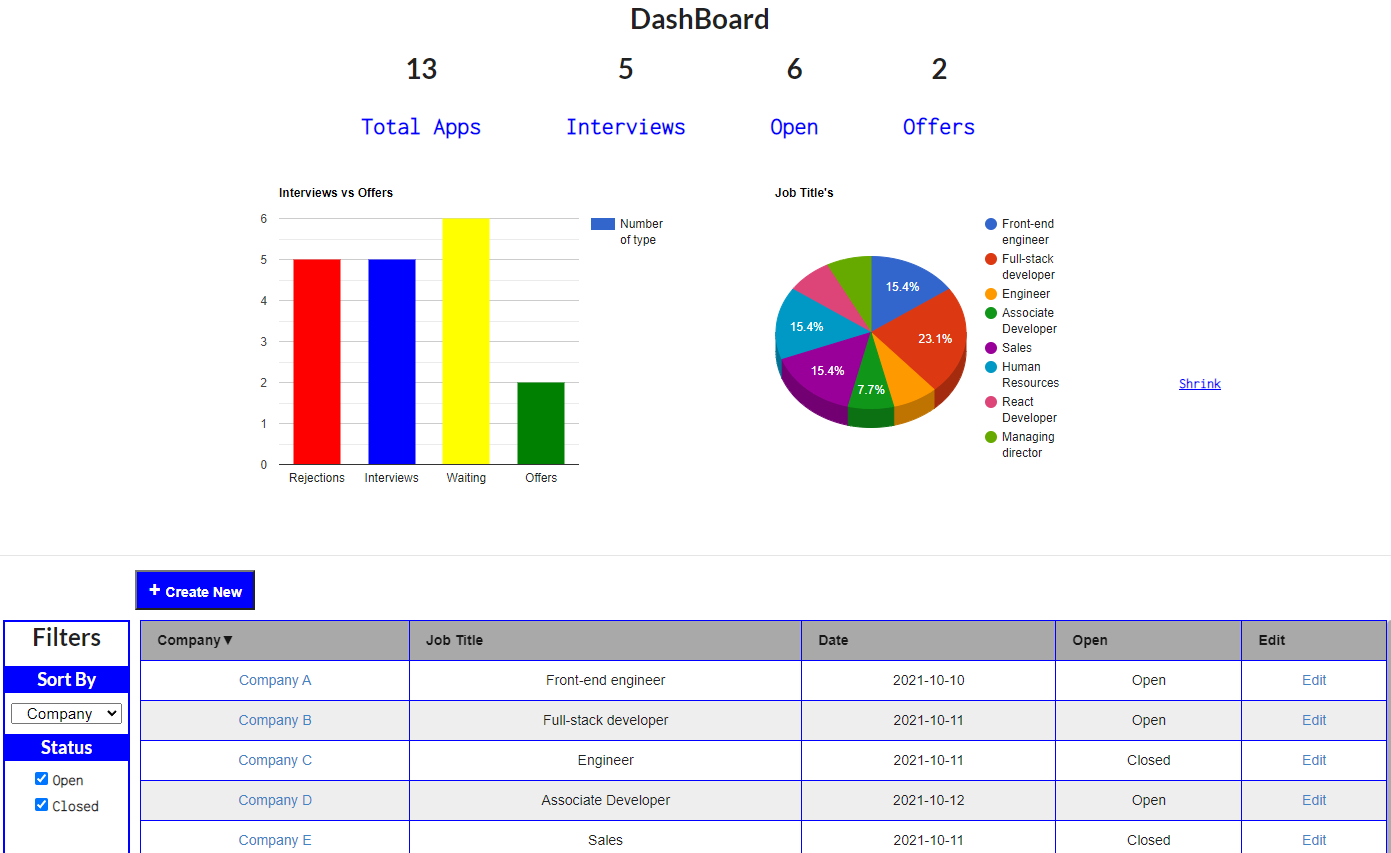 DashBoard
13 5 6 2
Total Apps Interviews Open Offers
Interviews vs Offers
6
5
4
3
2
1
0
Rejections Interviews Waiting Offers
Number
of type
Job Title's
15.4%
23.1%
7.7%
15.4%
15.4%
Front-end
engineer
Full-stack
developer
Engineer
Associate
Developer
Sales
Human
Resources
React
Developer
Managing
director
Shrink
+ Create New
Filters
Sort By
Company
Status
Open
Closed
Company▼ Job Title Date Open Edit
Company A Front-end engineer 2021-10-10 Open Edit
Company B Full-stack developer 2021-10-11 Open Edit
Company C Engineer 2021-10-11 Closed Edit
Company D Associate Developer 2021-10-12 Open Edit
Company E Sales 2021-10-11 Closed Edit